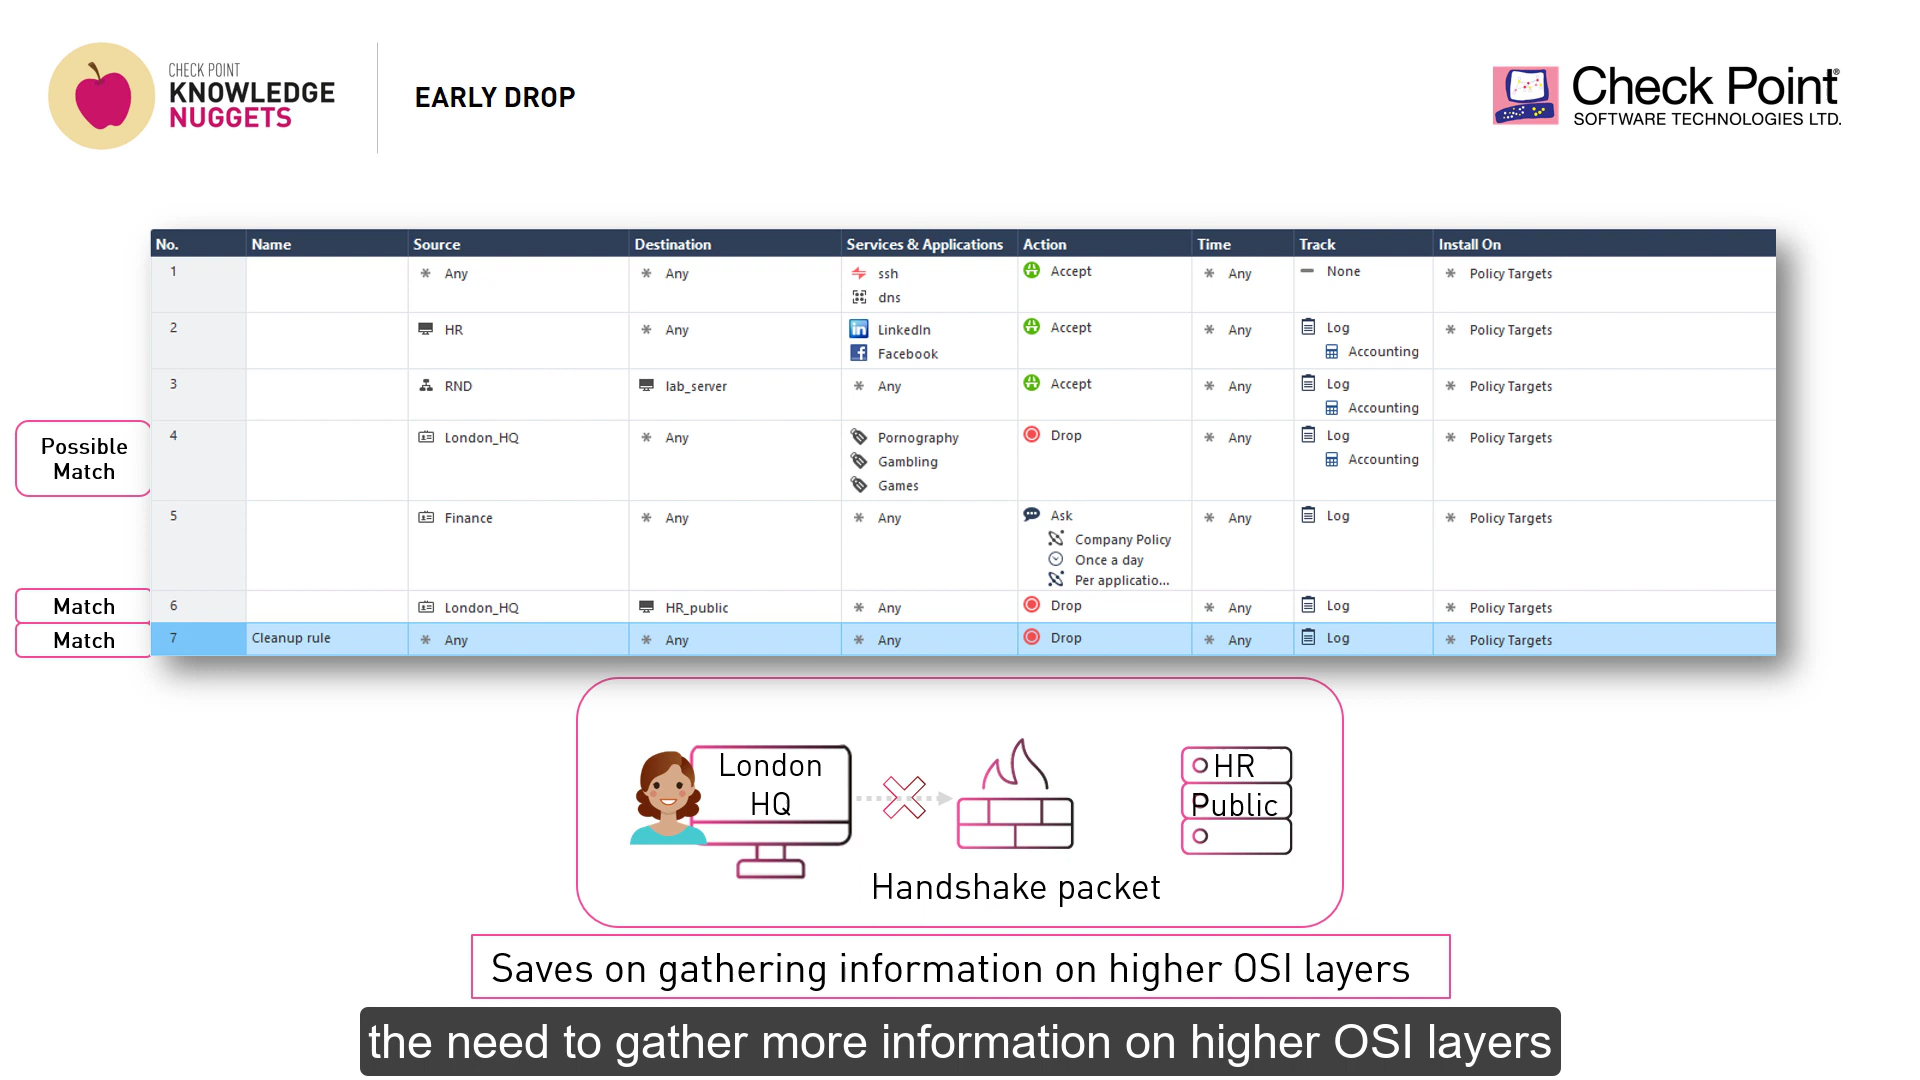 CHECK POINT
KNOWLEDGE
NUGGETS
EARLY DROP
Check Point®
SOFTWARE TECHNOLOGIES LTD.
No. Name Source Destination Services & Applications Action Time Track Install On
1 Any Any ssh Accept Any None Policy Targets
dns
2 HR Any LinkedIn Accept Any Log Policy Targets
Facebook Accounting
3 RND lab_server Any Accept Any Log Policy Targets
Accounting
Possible
Match
4 London_HQ Any Pornography Drop Any Log Policy Targets
Gambling Accounting
Games
5 Finance Any Any Ask Any Log Policy Targets
Company Policy
Once a day
Per applicatio...
Match 6 London_HQ HR_public Any Drop Any Log Policy Targets
Match 7 Cleanup rule Any Any Any Drop Any Log Policy Targets
London
HQ
HR
Public
Handshake packet
Saves on gathering information on higher OSI layers
the need to gather more information on higher OSI layers